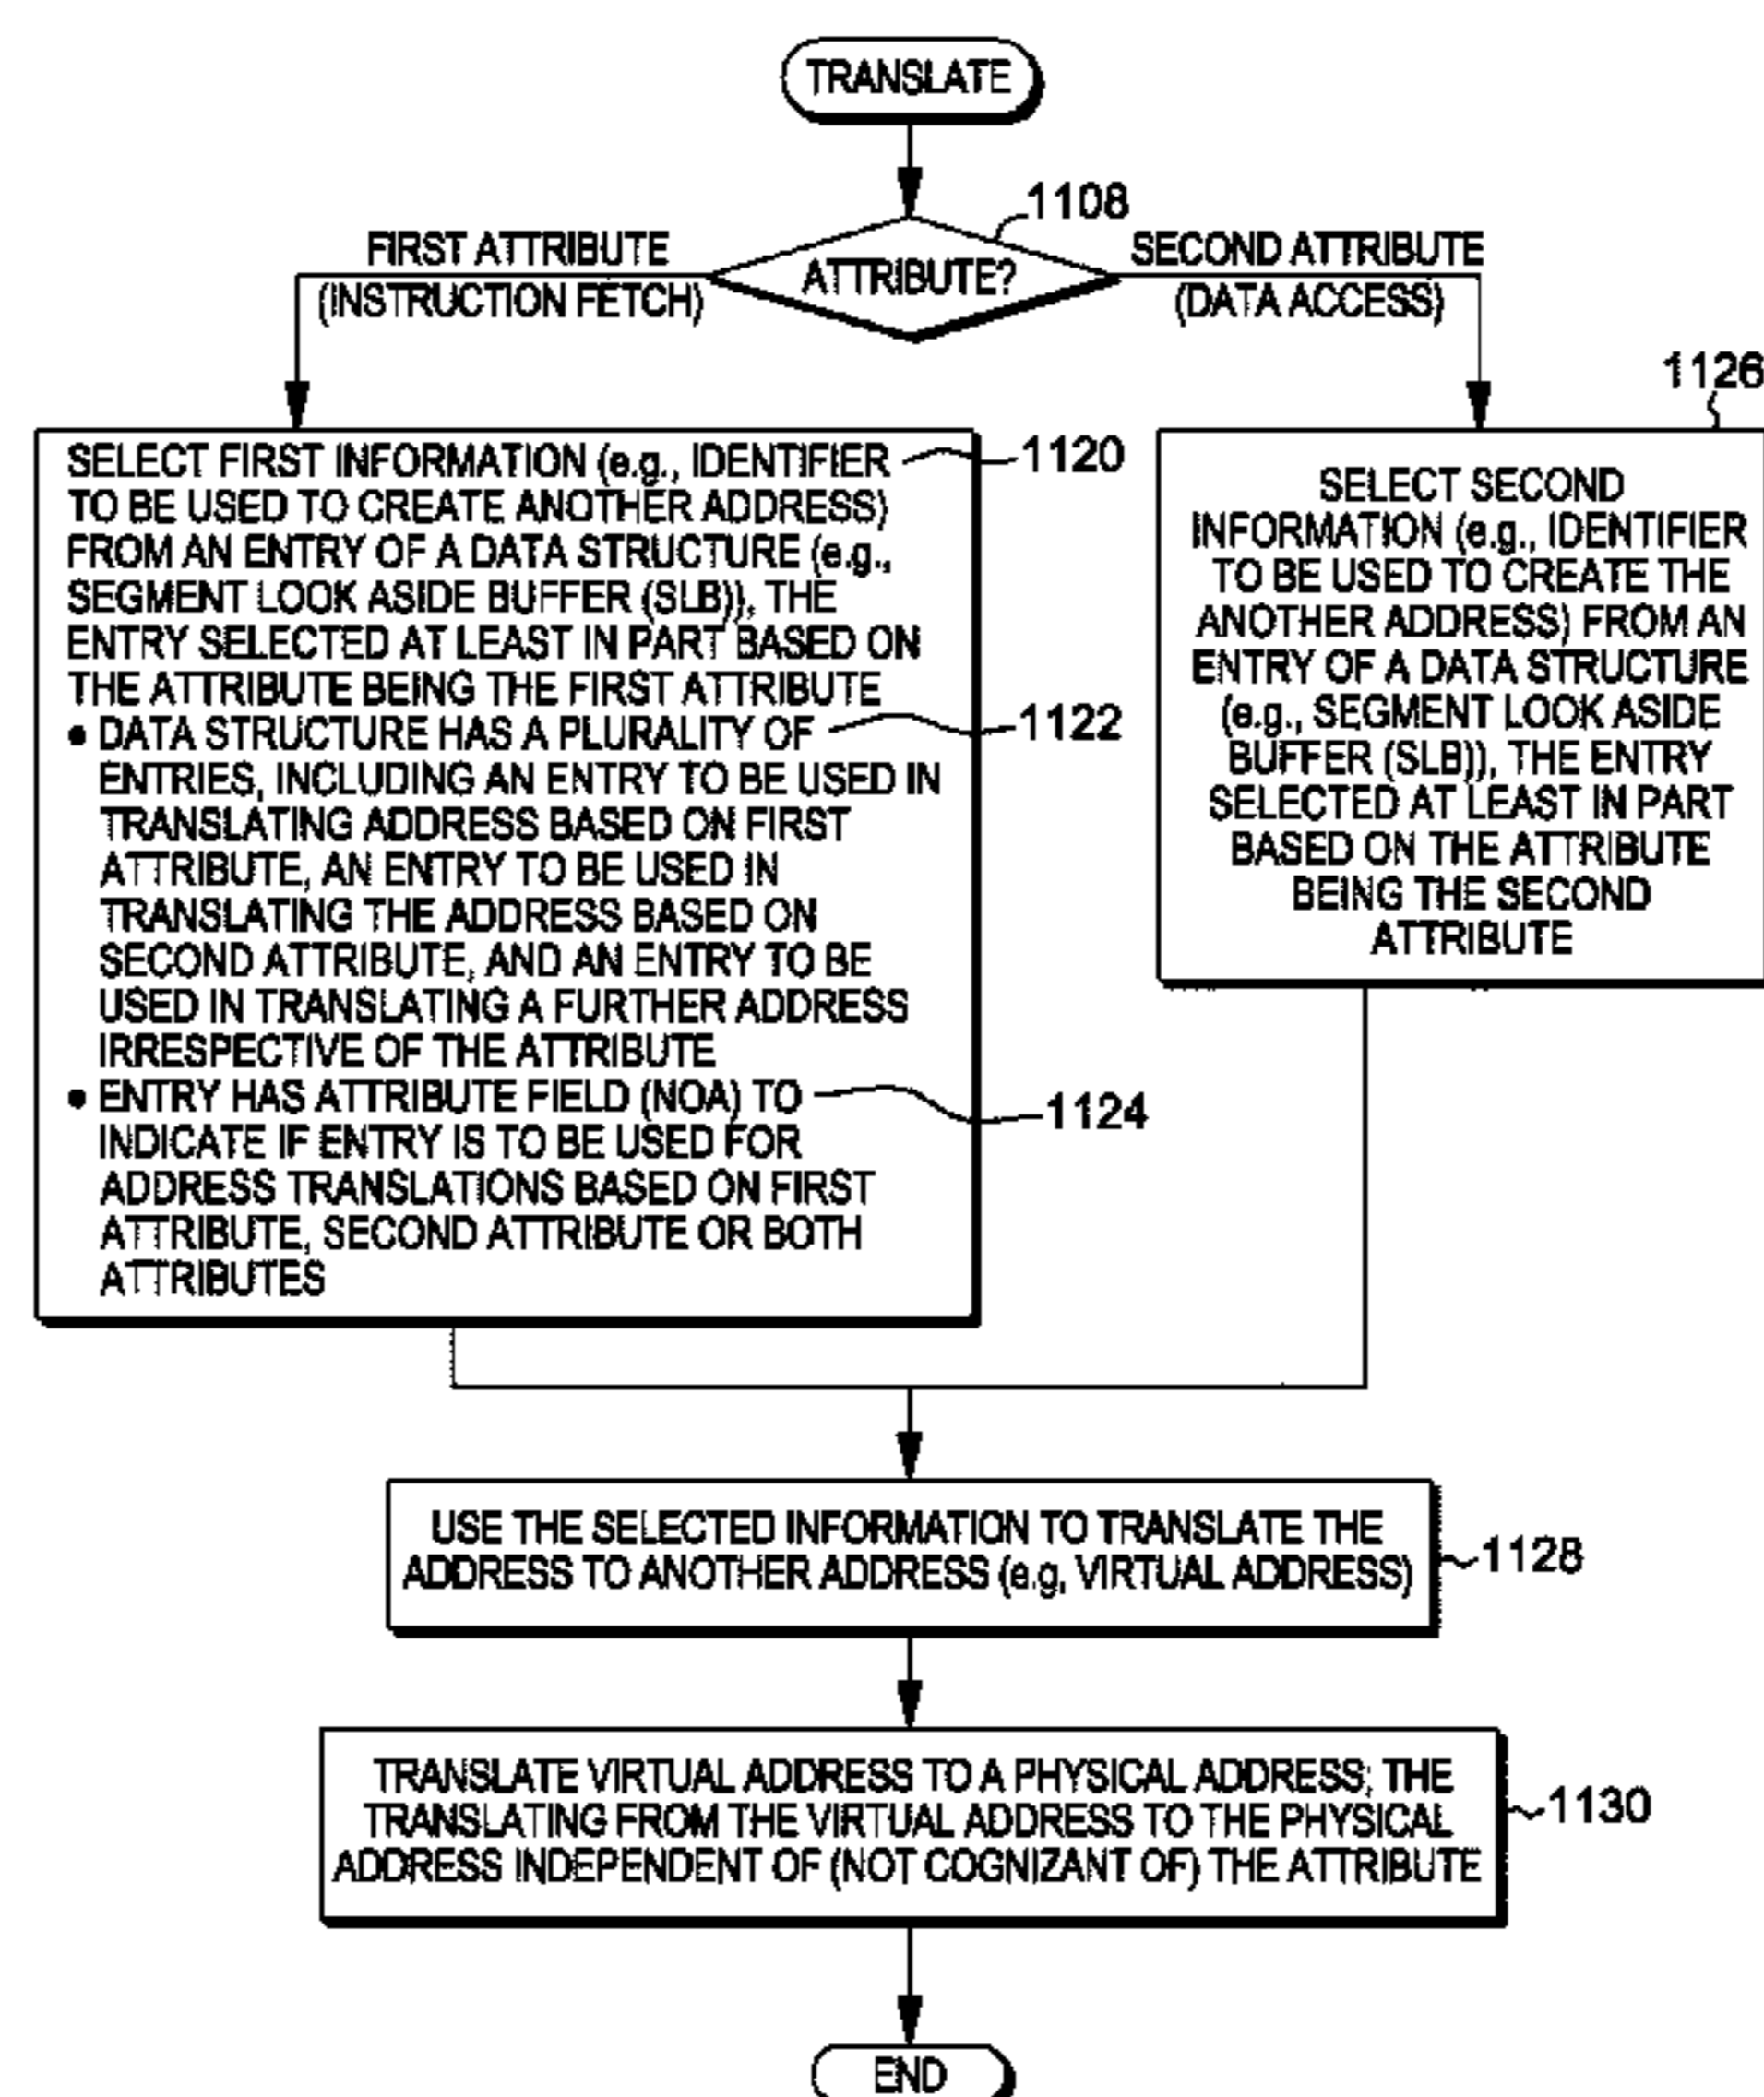 TRANSLATE
1108
ATTRIBUTE?
FIRST ATTRIBUTE
(INSTRUCTION FETCH)
SECOND ATTRIBUTE
(DATA ACCESS)
SELECT FIRST INFORMATION (e.g., IDENTIFIER
TO BE USED TO CREATE ANOTHER ADDRESS)
FROM AN ENTRY OF A DATA STRUCTURE (e.g.,
SEGMENT LOOK ASIDE BUFFER (SLB)), THE
ENTRY SELECTED AT LEAST IN PART BASED ON
THE ATTRIBUTE BEING THE FIRST ATTRIBUTE
1120
• DATA STRUCTURE HAS A PLURALITY OF
ENTRIES, INCLUDING AN ENTRY TO BE USED IN
TRANSLATING ADDRESS BASED ON FIRST
ATTRIBUTE, AN ENTRY TO BE USED IN
TRANSLATING THE ADDRESS BASED ON
SECOND ATTRIBUTE, AND AN ENTRY TO BE
USED IN TRANSLATING A FURTHER ADDRESS
IRRESPECTIVE OF THE ATTRIBUTE
1122
• ENTRY HAS ATTRIBUTE FIELD (NOA) TO
INDICATE IF ENTRY IS TO BE USED FOR
ADDRESS TRANSLATIONS BASED ON FIRST
ATTRIBUTE, SECOND ATTRIBUTE OR BOTH
ATTRIBUTES
1124
1126
SELECT SECOND
INFORMATION (e.g., IDENTIFIER
TO BE USED TO CREATE THE
ANOTHER ADDRESS) FROM AN
ENTRY OF A DATA STRUCTURE
(e.g., SEGMENT LOOK ASIDE
BUFFER (SLB)), THE ENTRY
SELECTED AT LEAST IN PART
BASED ON THE ATTRIBUTE
BEING THE SECOND
ATTRIBUTE
USE THE SELECTED INFORMATION TO TRANSLATE THE
ADDRESS TO ANOTHER ADDRESS (e.g, VIRTUAL ADDRESS)
1128
TRANSLATE VIRTUAL ADDRESS TO A PHYSICAL ADDRESS; THE
TRANSLATING FROM THE VIRTUAL ADDRESS TO THE PHYSICAL
ADDRESS INDEPENDENT OF (NOT COGNIZANT OF) THE ATTRIBUTE
1130
END